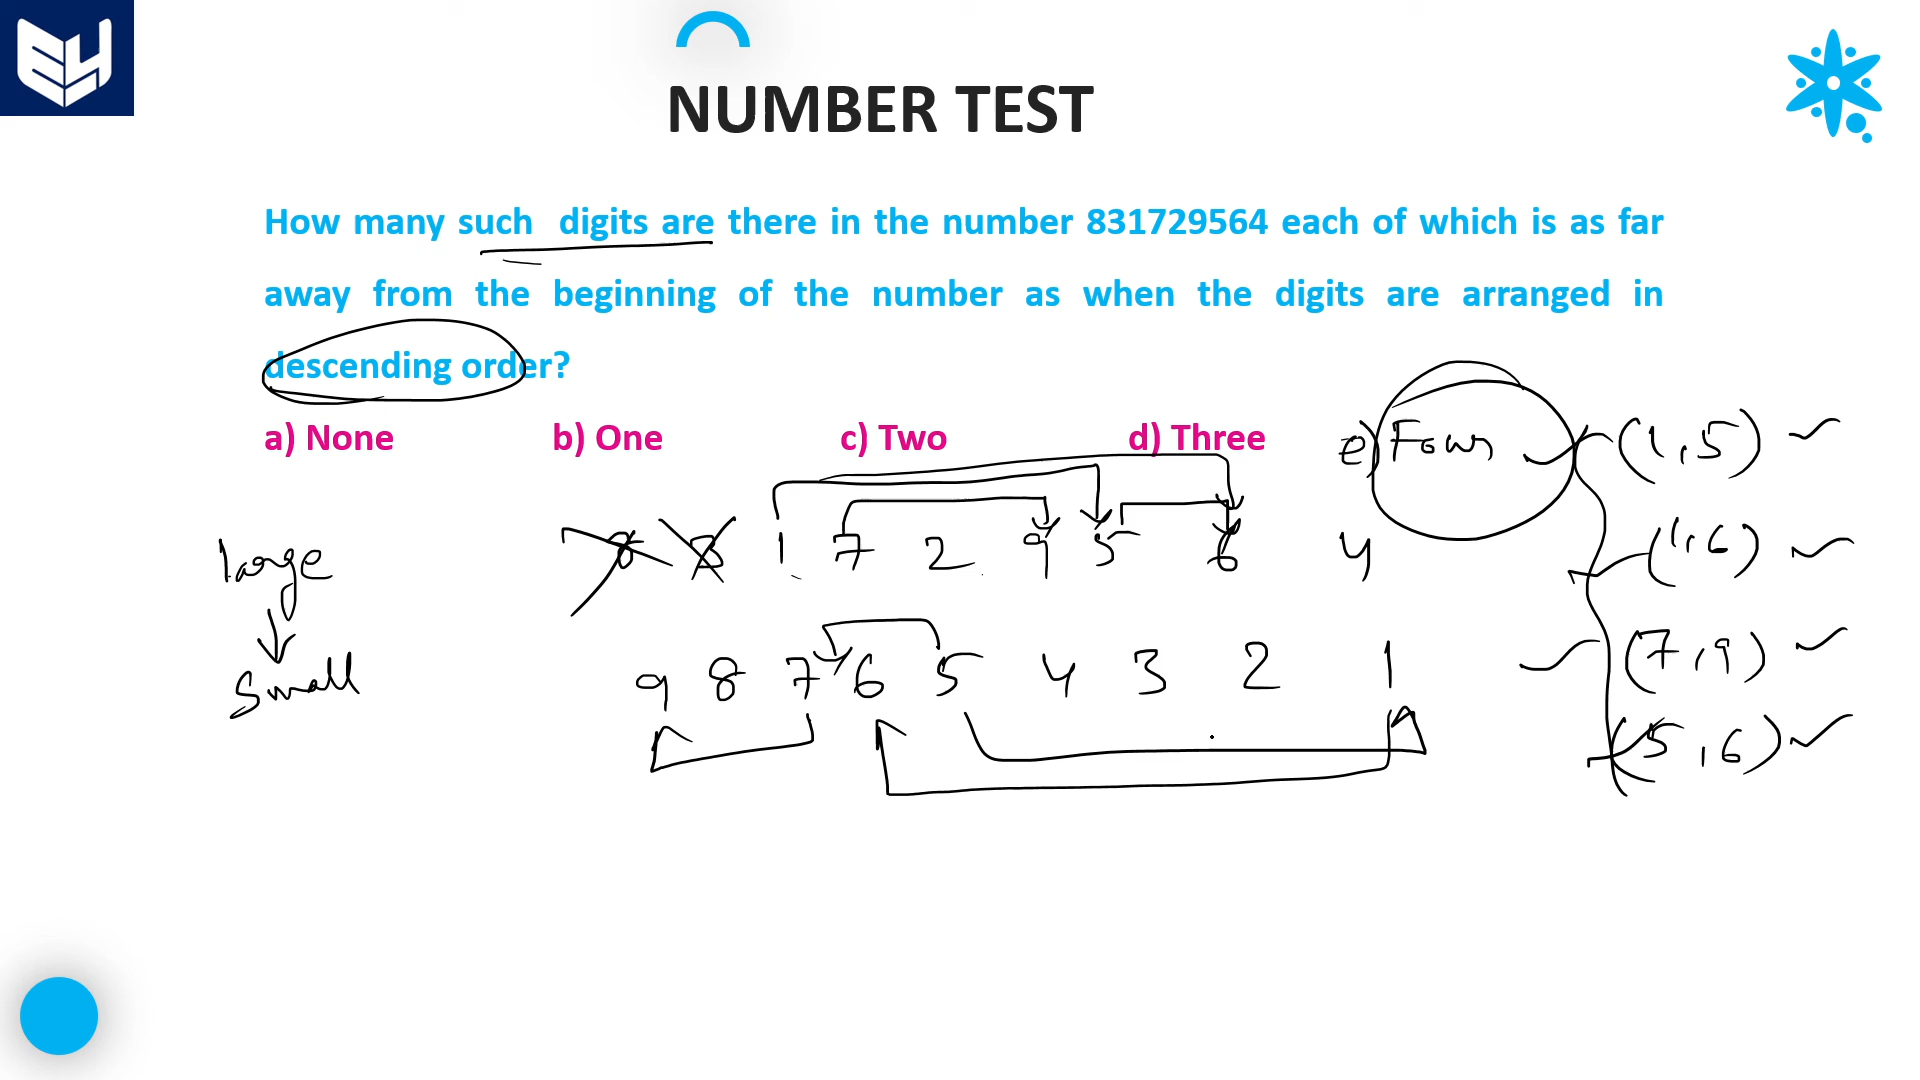 NUMBER TEST
How many such digits are there in the number 831729564 each of which is as far
away from the beginning of the number as when the digits are arranged in
descending order?
a) None b) One c) Two d) Three e) Four
(1,5)
large 8 3 1 7 2 9 5 6 4 (1,6)
Small 9 8 7 6 5 4 3 2 1 (7,9)
(5,6)